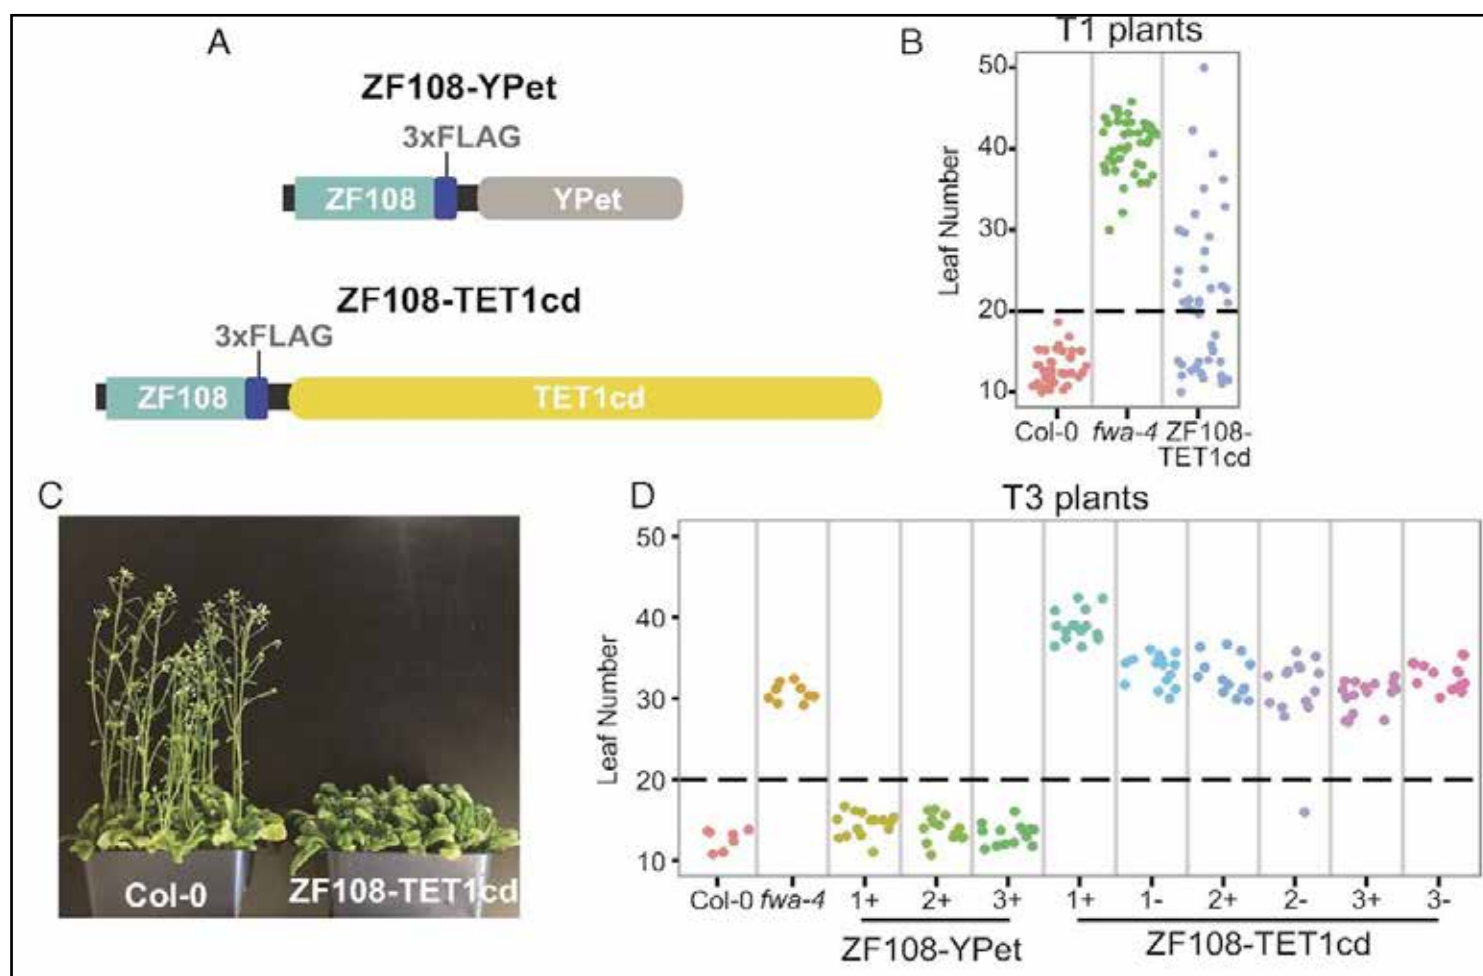 A
ZF108-YPet
3xFLAG
ZF108
YPet
ZF108-TET1cd
3xFLAG
ZF108
TET1cd
B
T1 plants
Leaf Number
50
40
30
20
10
Col-0 fwa-4 ZF108-
TET1cd
C
Col-0
ZF108-TET1cd
D
T3 plants
Leaf Number
50
40
30
20
10
Col-0 fwa-4 1+ 2+ 3+ 1+ 1- 2+ 2- 3+ 3-
ZF108-YPet ZF108-TET1cd